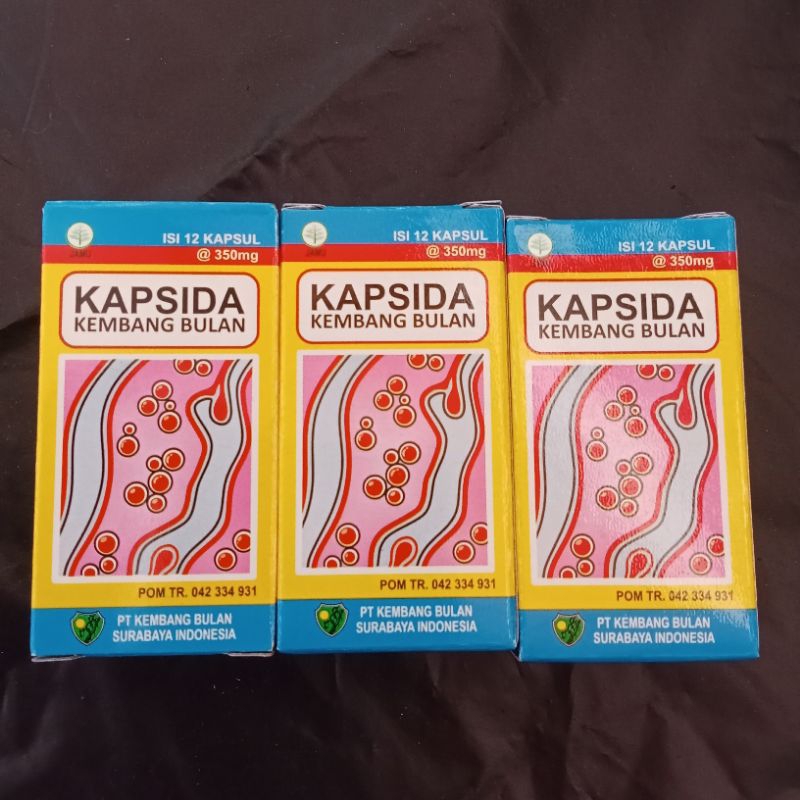 JAMU
ISI 12 KAPSUL
@ 350mg
KAPSIDA
KEMBANG BULAN
POM TR. 042 334 931
PT KEMBANG BULAN
SURABAYA INDONESIA
JAMU
ISI 12 KAPSUL
@ 350mg
KAPSIDA
KEMBANG BULAN
POM TR. 042 334 931
PT KEMBANG BULAN
SURABAYA INDONESIA
ISI 12 KAPSUL
@ 350mg
KAPSIDA
KEMBANG BULAN
POM TR. 042 334 931
PT KEMBANG BULAN
SURABAYA INDONESIA